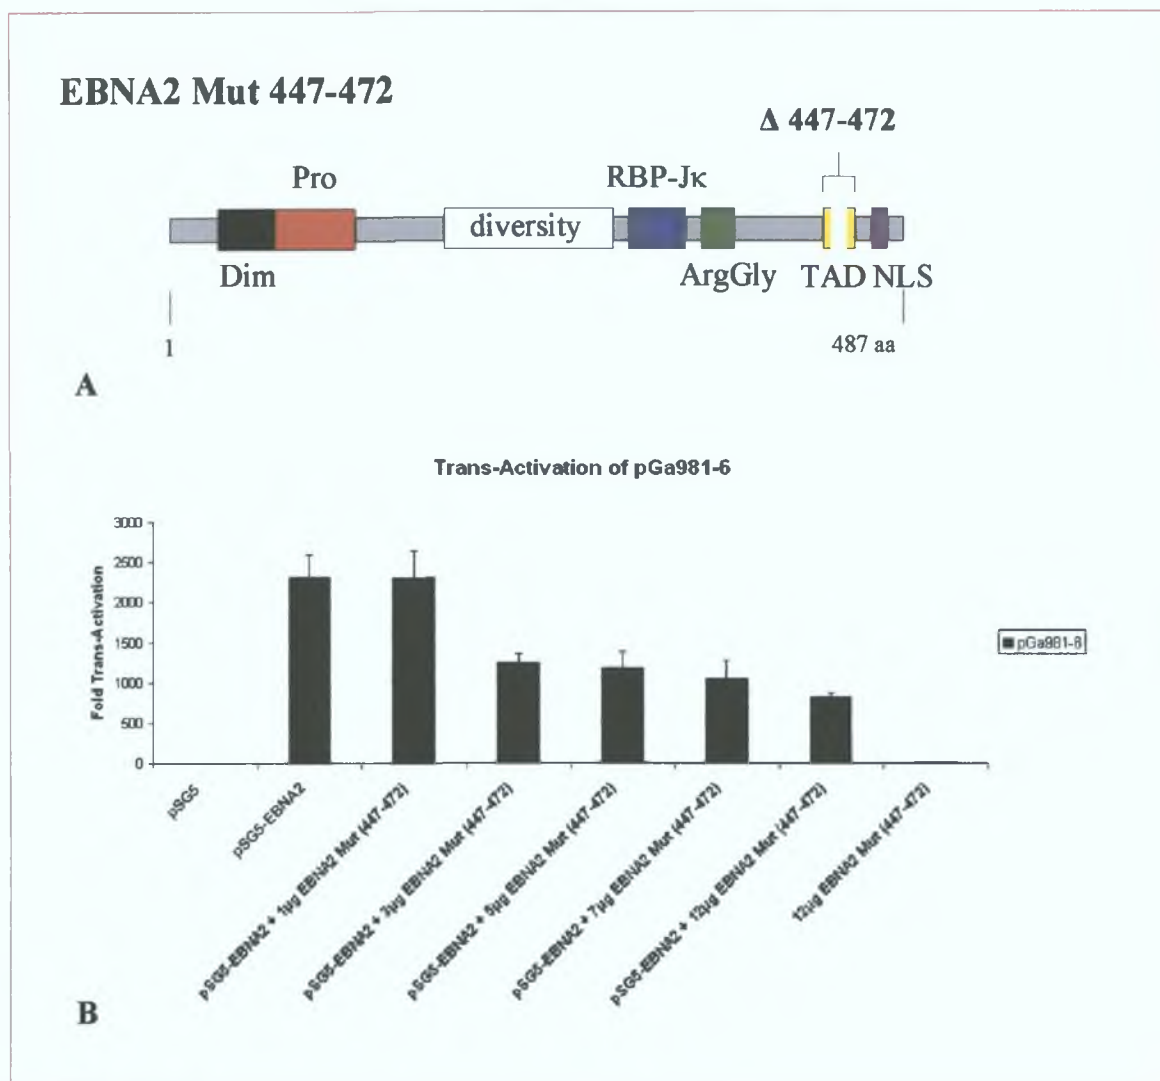 EBNA2 Mut 447-472
Δ 447-472
Pro
RBP-Jκ
diversity
Dim
ArgGly
TAD
NLS
1
487 aa
A
Trans-Activation of pGa981-6
Fold Trans-Activation
3000
2500
2000
1500
1000
500
0
pSG5
pSG5-EBNA2
pSG5-EBNA2 + 1µg EBNA2 Mut (447-472)
pSG5-EBNA2 + 3µg EBNA2 Mut (447-472)
pSG5-EBNA2 + 5µg EBNA2 Mut (447-472)
pSG5-EBNA2 + 7µg EBNA2 Mut (447-472)
pSG5-EBNA2 + 12µg EBNA2 Mut (447-472)
12µg EBNA2 Mut (447-472)
pGa981-6
B